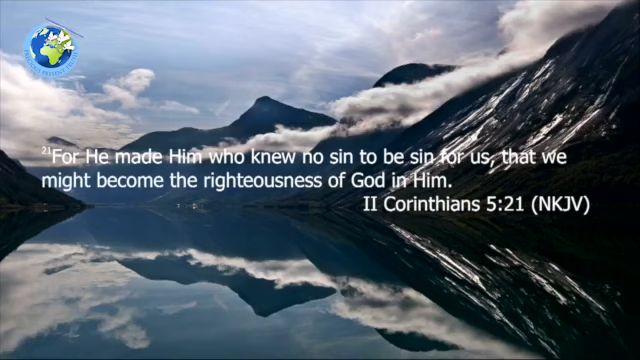 ²¹For He made Him who knew no sin to be sin for us, that we
might become the righteousness of God in Him.
II Corinthians 5:21 (NKJV)